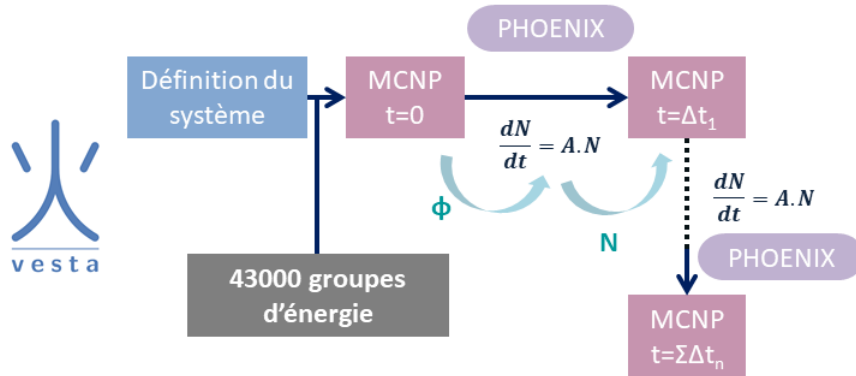 PHOENIX
Définition du
système
MCNP
t=0
MCNP
t=Δt₁
dN/dt = A.N
Φ
N
dN/dt = A.N
vesta
43000 groupes
d’énergie
PHOENIX
MCNP
t=ΣΔtₙ